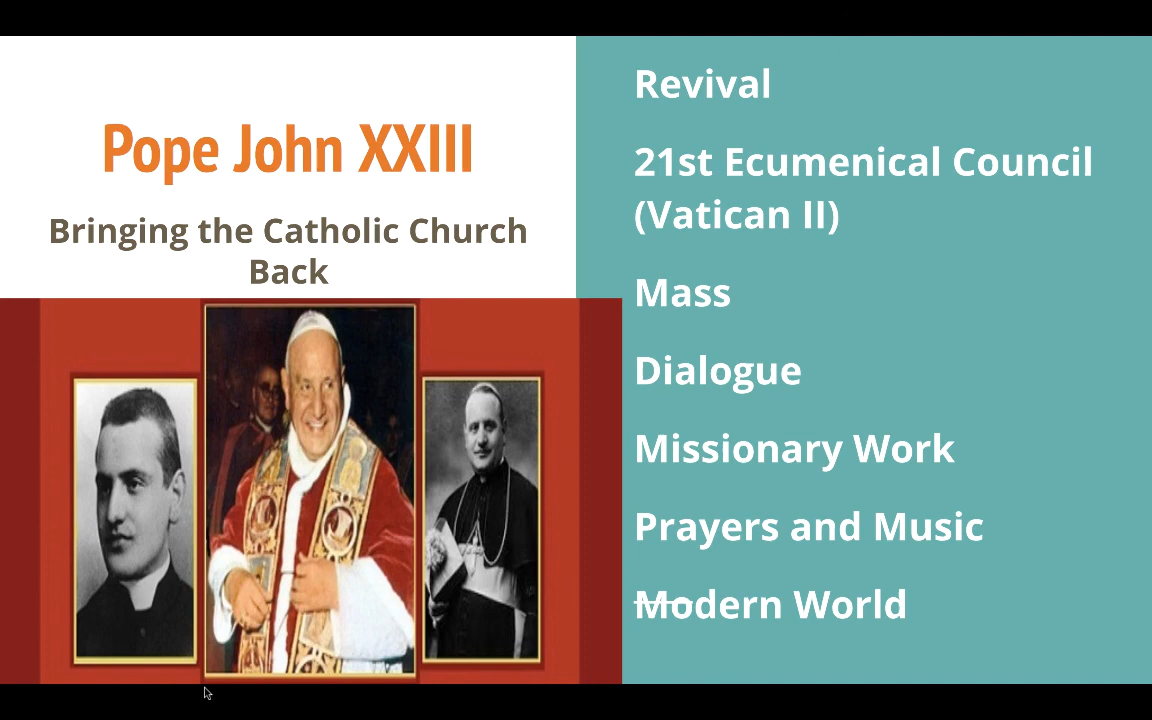 Pope John XXIII
Bringing the Catholic Church
Back
Revival
21st Ecumenical Council
(Vatican II)
Mass
Dialogue
Missionary Work
Prayers and Music
Modern World